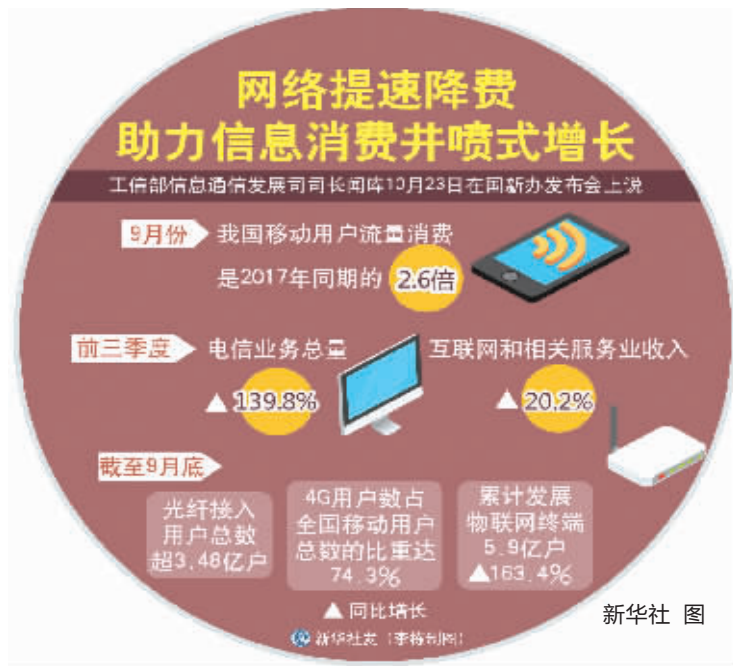 网络提速降费
助力信息消费井喷式增长
工信部信息通信发展司司长闻库10月23日在国新办发布会上说
9月份
我国移动用户流量消费
是2017年同期的 2.6倍
前三季度
电信业务总量
▲139.8%
互联网和相关服务业收入
▲20.2%
截至9月底
光纤接入
用户总数
超3.48亿户
4G用户数占
全国移动用户
总数的比重达
74.3%
累计发展
物联网终端
5.9亿户
▲163.4%
▲同比增长
新华社发（李栋制图）
新华社 图